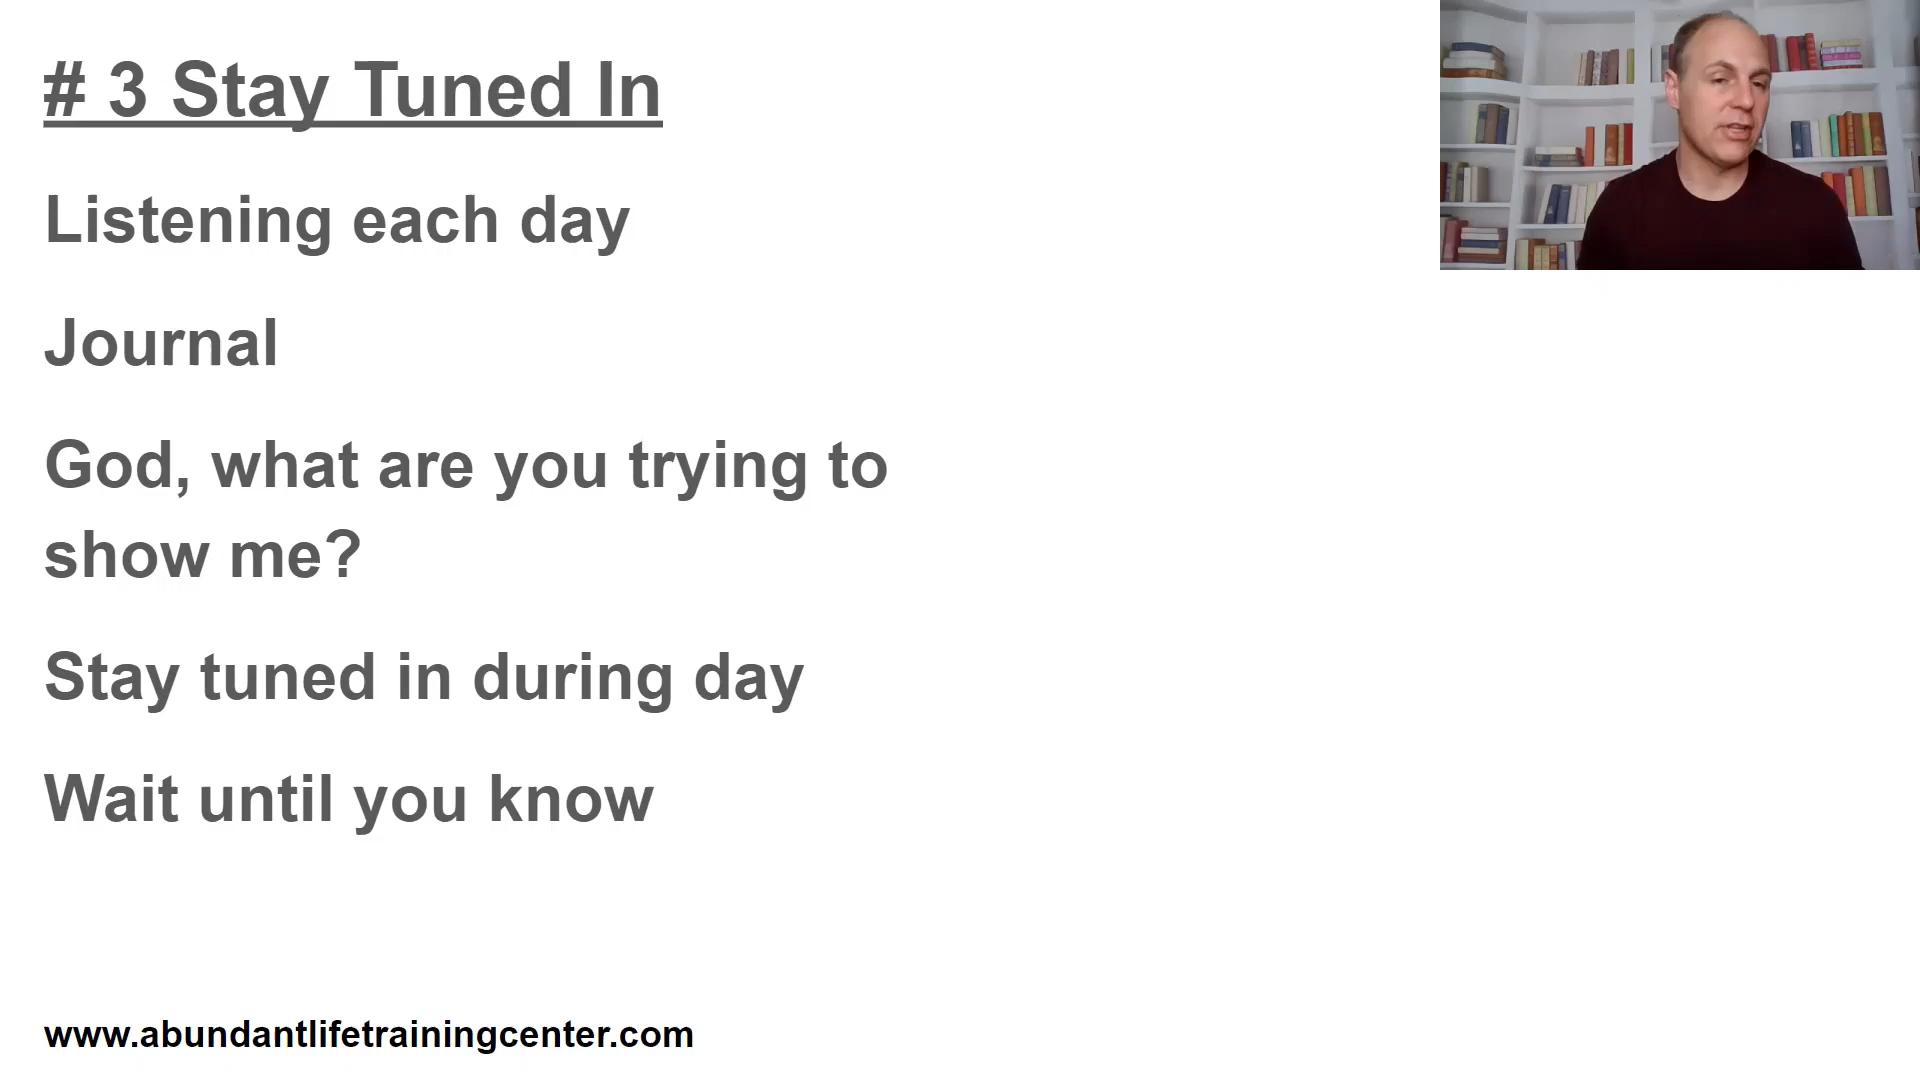 # 3 Stay Tuned In
Listening each day
Journal
God, what are you trying to
show me?
Stay tuned in during day
Wait until you know
www.abundantlifetrainingcenter.com